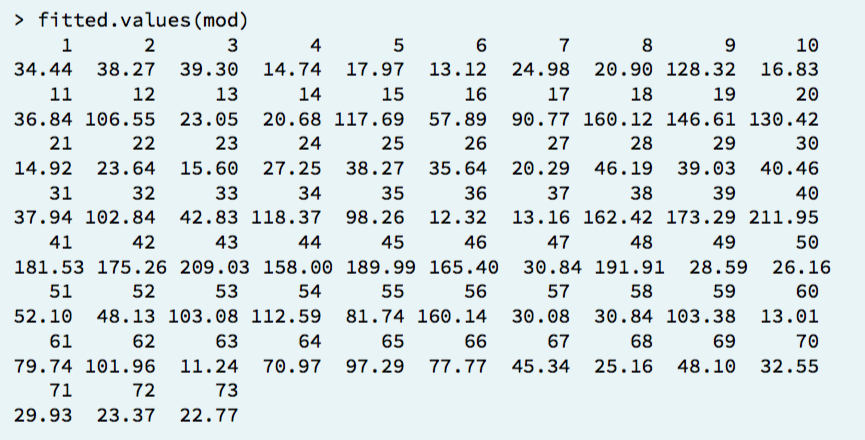 > fitted.values(mod)
1 2 3 4 5 6 7 8 9 10
34.44 38.27 39.30 14.74 17.97 13.12 24.98 20.90 128.32 16.83
11 12 13 14 15 16 17 18 19 20
36.84 106.55 23.05 20.68 117.69 57.89 90.77 160.12 146.61 130.42
21 22 23 24 25 26 27 28 29 30
14.92 23.64 15.60 27.25 38.27 35.64 20.29 46.19 39.03 40.46
31 32 33 34 35 36 37 38 39 40
37.94 102.84 42.83 118.37 98.26 12.32 13.16 162.42 173.29 211.95
41 42 43 44 45 46 47 48 49 50
181.53 175.26 209.03 158.00 189.99 165.40 30.84 191.91 28.59 26.16
51 52 53 54 55 56 57 58 59 60
52.10 48.13 103.08 112.59 81.74 160.14 30.08 30.84 103.38 13.01
61 62 63 64 65 66 67 68 69 70
79.74 101.96 11.24 70.97 97.29 77.77 45.34 25.16 48.10 32.55
71 72 73
29.93 23.37 22.77